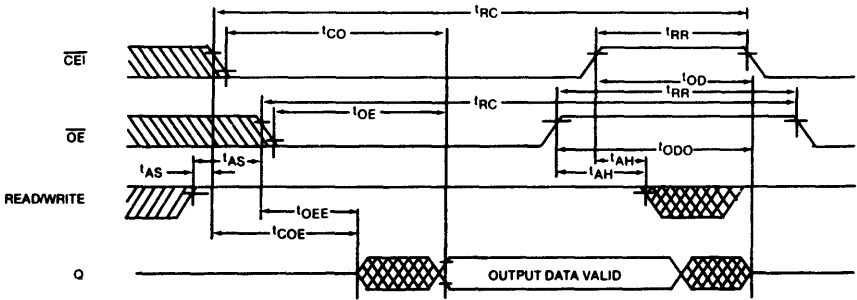 tRC
tCO
tRR
CEI
tOD
tRR
tRC
tOE
OE
tODO
tAS
tAH
tAS
tAH
READ/WRITE
tOEE
tCOE
Q
OUTPUT DATA VALID